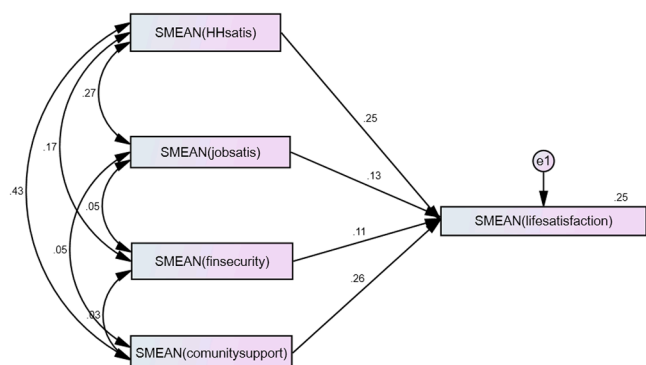 SMEAN(HHsatis)
.27
.25
.17
SMEAN(jobsatis)
.13
e1
.43
.05
.25
SMEAN(lifesatisfaction)
.05
.11
SMEAN(finsecurity)
.26
.03
SMEAN(comunitysupport)